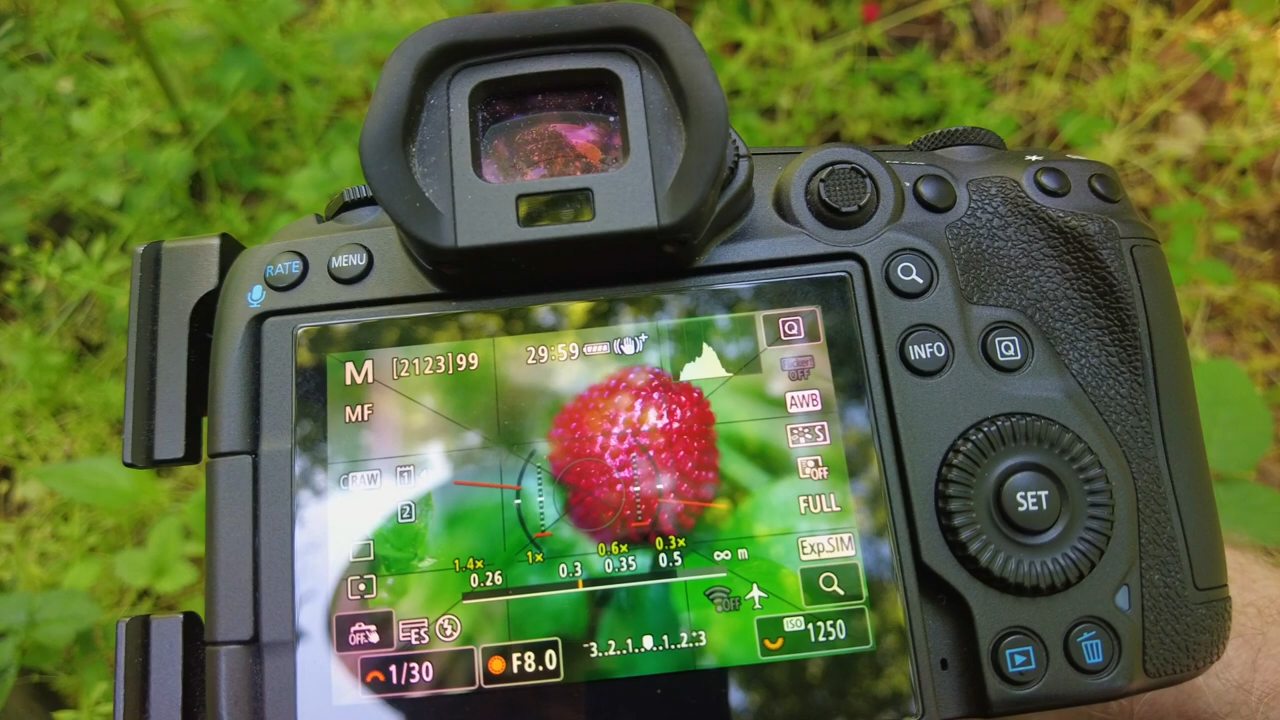 RATE
MENU
INFO
Q
SET
M [2123]99 29:59
Q
MF
Flicker
OFF
AWB
S
CRAW 1
OFF
2
FULL
1.4× 1× 0.6× 0.3×
0.26 0.3 0.35 0.5 ∞ m
Exp.SIM
OFF
OFF
ES
-3..2..1..0..1..2..:3
ISO 1250
1/30
F8.0